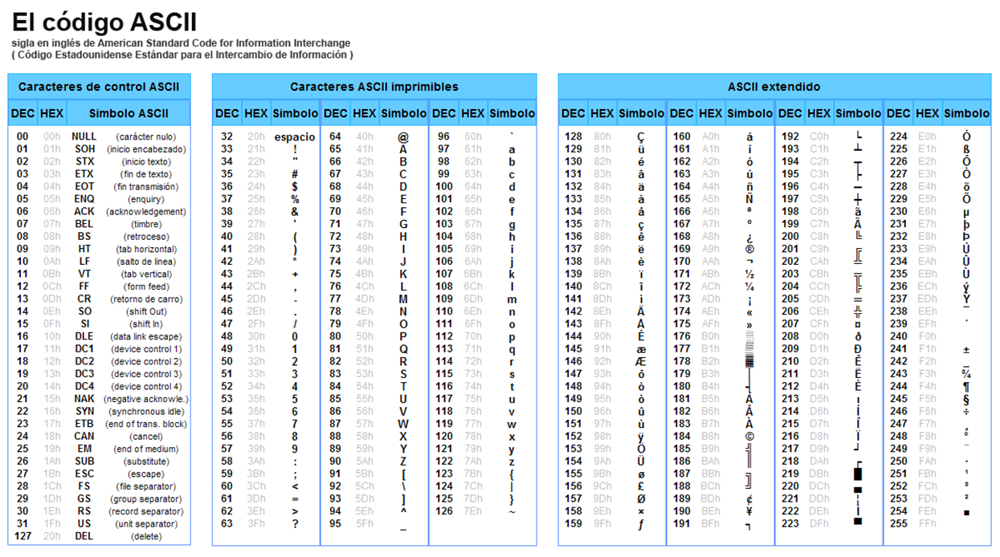 El código ASCII
sigla en inglés de American Standard Code for Information Interchange
( Código Estadounidense Estándar para el Intercambio de Información )
Caracteres de control ASCII
DEC HEX Simbolo ASCII
00 00h NULL (carácter nulo)
01 01h SOH (inicio encabezado)
02 02h STX (inicio texto)
03 03h ETX (fin de texto)
04 04h EOT (fin transmisión)
05 05h ENQ (enquiry)
06 06h ACK (acknowledgement)
07 07h BEL (timbre)
08 08h BS (retroceso)
09 09h HT (tab horizontal)
10 0Ah LF (salto de linea)
11 0Bh VT (tab vertical)
12 0Ch FF (form feed)
13 0Dh CR (retorno de carro)
14 0Eh SO (shift Out)
15 0Fh SI (shift In)
16 10h DLE (data link escape)
17 11h DC1 (device control 1)
18 12h DC2 (device control 2)
19 13h DC3 (device control 3)
20 14h DC4 (device control 4)
21 15h NAK (negative acknowle.)
22 16h SYN (synchronous idle)
23 17h ETB (end of trans. block)
24 18h CAN (cancel)
25 19h EM (end of medium)
26 1Ah SUB (substitute)
27 1Bh ESC (escape)
28 1Ch FS (file separator)
29 1Dh GS (group separator)
30 1Eh RS (record separator)
31 1Fh US (unit separator)
127 20h DEL (delete)
Caracteres ASCII imprimibles
DEC HEX Simbolo DEC HEX Simbolo DEC HEX Simbolo
32 20h espacio 64 40h @ 96 60h `
33 21h ! 65 41h A 97 61h a
34 22h " 66 42h B 98 62h b
35 23h # 67 43h C 99 63h c
36 24h $ 68 44h D 100 64h d
37 25h % 69 45h E 101 65h e
38 26h & 70 46h F 102 66h f
39 27h ' 71 47h G 103 67h g
40 28h ( 72 48h H 104 68h h
41 29h ) 73 49h I 105 69h i
42 2Ah * 74 4Ah J 106 6Ah j
43 2Bh + 75 4Bh K 107 6Bh k
44 2Ch , 76 4Ch L 108 6Ch l
45 2Dh - 77 4Dh M 109 6Dh m
46 2Eh . 78 4Eh N 110 6Eh n
47 2Fh / 79 4Fh O 111 6Fh o
48 30h 0 80 50h P 112 70h p
49 31h 1 81 51h Q 113 71h q
50 32h 2 82 52h R 114 72h r
51 33h 3 83 53h S 115 73h s
52 34h 4 84 54h T 116 74h t
53 35h 5 85 55h U 117 75h u
54 36h 6 86 56h V 118 76h v
55 37h 7 87 57h W 119 77h w
56 38h 8 88 58h X 120 78h x
57 39h 9 89 59h Y 121 79h y
58 3Ah : 90 5Ah Z 122 7Ah z
59 3Bh ; 91 5Bh [ 123 7Bh {
60 3Ch < 92 5Ch \ 124 7Ch |
61 3Dh = 93 5Dh ] 125 7Dh }
62 3Eh > 94 5Eh ^ 126 7Eh ~
63 3Fh ? 95 5Fh _
ASCII extendido
DEC HEX Simbolo DEC HEX Simbolo DEC HEX Simbolo DEC HEX Simbolo
128 80h Ç 160 A0h á 192 C0h └ 224 E0h Ó
129 81h ü 161 A1h í 193 C1h ┴ 225 E1h ß
130 82h é 162 A2h ó 194 C2h ┬ 226 E2h Ô
131 83h â 163 A3h ú 195 C3h ├ 227 E3h Ò
132 84h ä 164 A4h ñ 196 C4h ─ 228 E4h õ
133 85h à 165 A5h Ñ 197 C5h ┼ 229 E5h Õ
134 86h å 166 A6h ª 198 C6h ã 230 E6h µ
135 87h ç 167 A7h º 199 C7h Ã 231 E7h þ
136 88h ê 168 A8h ¿ 200 C8h ╚ 232 E8h Þ
137 89h ë 169 A9h ® 201 C9h ╔ 233 E9h Ú
138 8Ah è 170 AAh ¬ 202 CAh ╩ 234 EAh Û
139 8Bh ï 171 ABh ½ 203 CBh ╦ 235 EBh Ù
140 8Ch î 172 ACh ¼ 204 CCh ╠ 236 ECh ý
141 8Dh ì 173 ADh ¡ 205 CDh ═ 237 EDh Ý
142 8Eh Ä 174 AEh « 206 CEh ╬ 238 EEh ¯
143 8Fh Å 175 AFh » 207 CFh ¤ 239 EFh ´
144 90h É 176 B0h ░ 208 D0h ð 240 F0h
145 91h æ 177 B1h ▒ 209 D1h Ð 241 F1h ±
146 92h Æ 178 B2h ▓ 210 D2h Ê 242 F2h _
147 93h ô 179 B3h │ 211 D3h Ë 243 F3h ¾
148 94h ò 180 B4h ┤ 212 D4h È 244 F4h ¶
149 95h ò 181 B5h Á 213 D5h ı 245 F5h §
150 96h û 182 B6h Â 214 D6h Í 246 F6h ÷
151 97h ù 183 B7h À 215 D7h Î 247 F7h ¸
152 98h ÿ 184 B8h © 216 D8h Ï 248 F8h °
153 99h Ö 185 B9h ╣ 217 D9h ┘ 249 F9h ¨
154 9Ah Ü 186 BAh ║ 218 DAh ┌ 250 FAh ·
155 9Bh ø 187 BBh ╗ 219 DBh █ 251 FBh ¹
156 9Ch £ 188 BCh ╝ 220 DCh ▄ 252 FCh ³
157 9Dh Ø 189 BDh ¢ 221 DDh ¦ 253 FDh ²
158 9Eh × 190 BEh ¥ 222 DEh Ì 254 FEh ■
159 9Fh ƒ 191 BFh ┐ 223 DFh ▀ 255 FFh